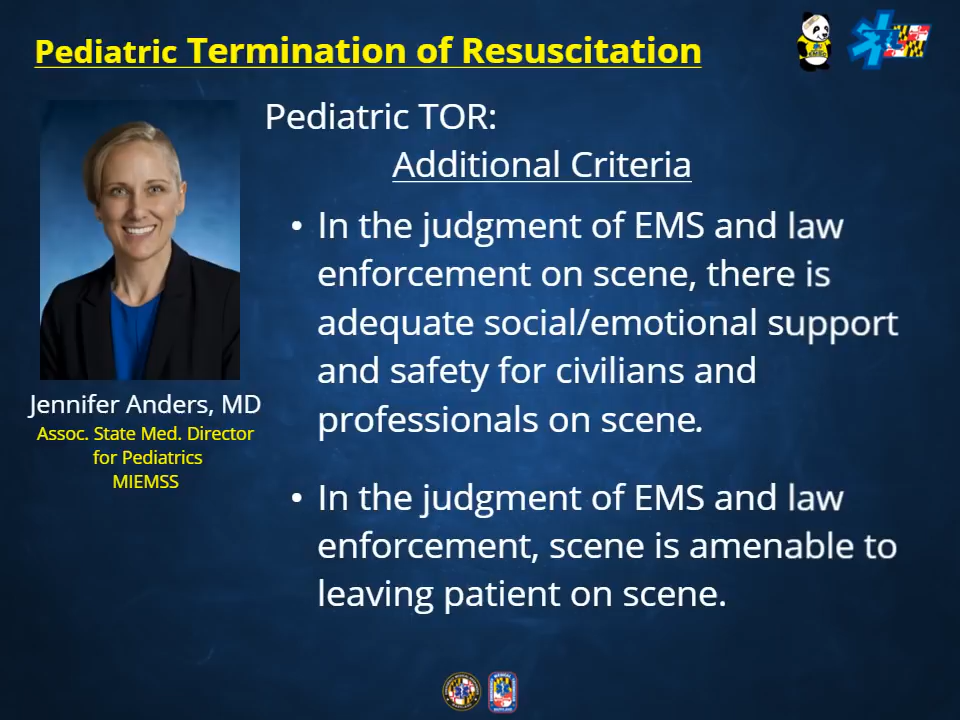 Pediatric Termination of Resuscitation
Pediatric TOR:
Additional Criteria
• In the judgment of EMS and law
enforcement on scene, there is
adequate social/emotional support
and safety for civilians and
professionals on scene.
• In the judgment of EMS and law
enforcement, scene is amenable to
leaving patient on scene.
Jennifer Anders, MD
Assoc. State Med. Director
for Pediatrics
MIEMSS